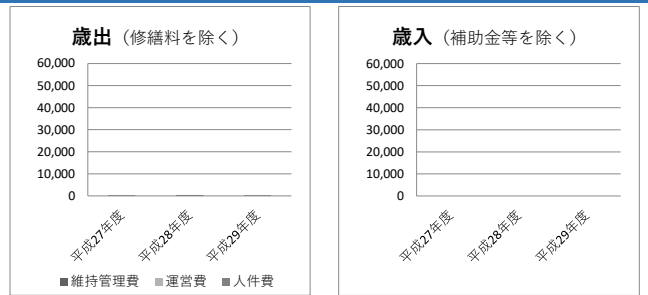 歳出（修繕料を除く）
60,000
50,000
40,000
30,000
20,000
10,000
0
平成27年度
平成28年度
平成29年度
■維持管理費 ■運営費 ■人件費
歳入（補助金等を除く）
60,000
50,000
40,000
30,000
20,000
10,000
0
平成27年度
平成28年度
平成29年度